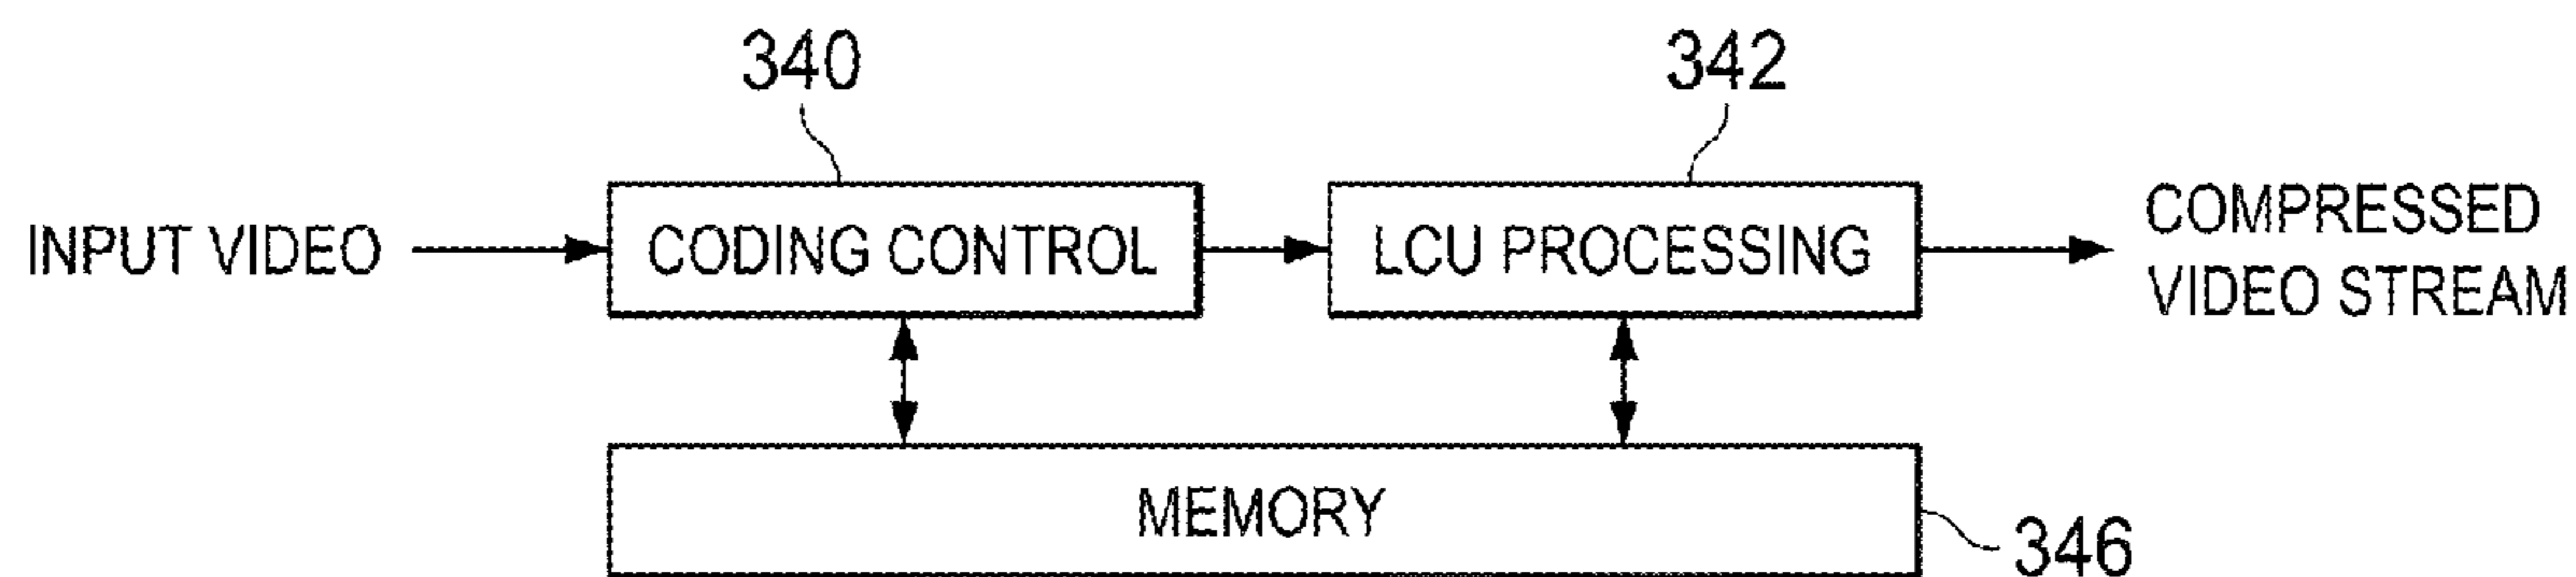 340
342
INPUT VIDEO
CODING CONTROL
LCU PROCESSING
COMPRESSED
VIDEO STREAM
MEMORY
346